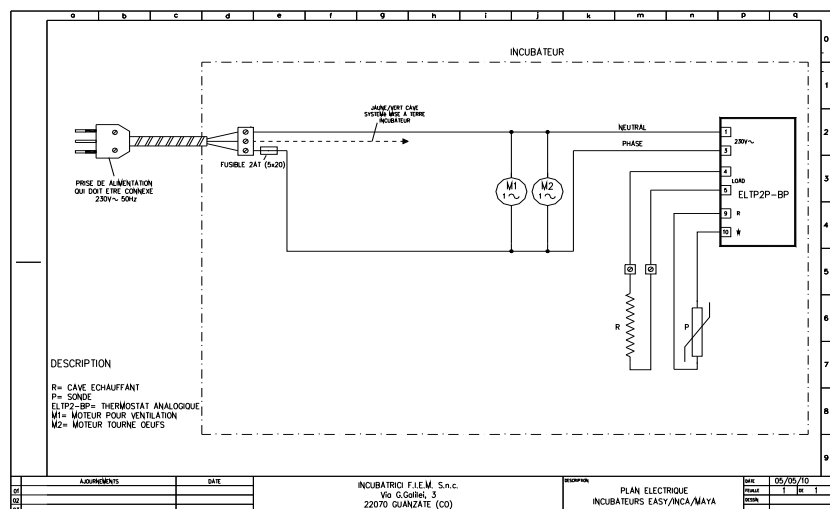 a b c d e f g h i j k l m n o p q
0
1
2
3
4
5
6
7
8
9
INCUBATEUR
JAUNE/VERT CAVE
SYSTEMè MISE A TERRE
INCUBATEUR
PRISE DE ALIMENTATION
QUI DOIT ETRE CONNEXE
230V~ 50Hz
FUSIBLE 2AT (5x20)
NEUTRAL
PHASE
M1
1~
M2
1~
1
230V~
3
4
LOAD
5
ELTP2P-BP
9 R
10
R
P
DESCRIPTION
R= CAVE ECHAUFFANT
P= SONDE
ELTP2-BP= THERMOSTAT ANALOGIQUE
M1= MOTEUR POUR VENTILATION
M2= MOTEUR TOURNE OEUFS
AJOURNEMENTS
DATE
01
02
03
INCUBATRICI F.I.E.M. S.n.c.
Via G.Galilei, 3
22070 GUANZATE (CO)
DESCRIPTION
PLAN ELECTRIQUE
INCUBATEURS EASY/INCA/MAYA
DATE 05/05/10
FEUILLE 1 DE 1
DESSIN